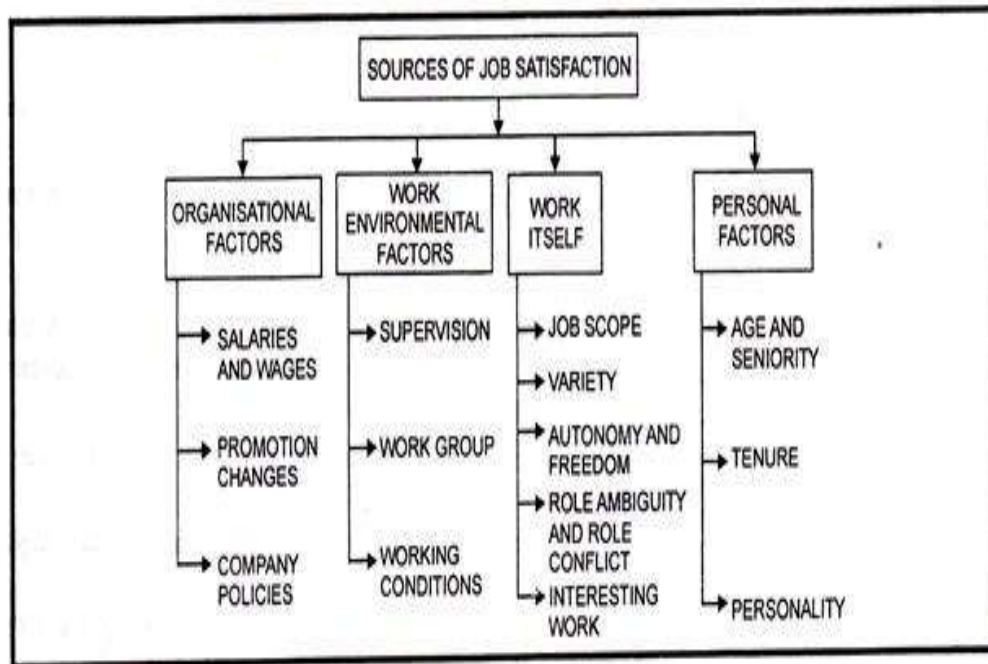 SOURCES OF JOB SATISFACTION
ORGANISATIONAL
FACTORS
WORK
ENVIRONMENTAL
FACTORS
WORK
ITSELF
PERSONAL
FACTORS
SALARIES
AND WAGES
PROMOTION
CHANGES
COMPANY
POLICIES
SUPERVISION
WORK GROUP
WORKING
CONDITIONS
JOB SCOPE
VARIETY
AUTONOMY AND
FREEDOM
ROLE AMBIGUITY
AND ROLE
CONFLICT
INTERESTING
WORK
AGE AND
SENIORITY
TENURE
PERSONALITY